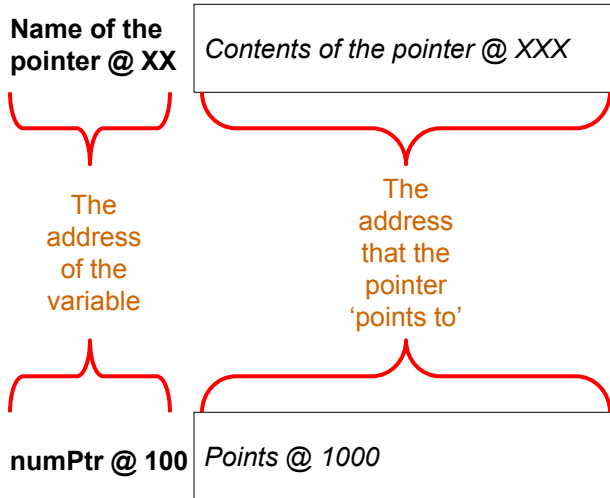 Name of the
pointer @ XX
Contents of the pointer @ XXX
The
address
of the
variable
The
address
that the
pointer
‘points to’
numPtr @ 100
Points @ 1000